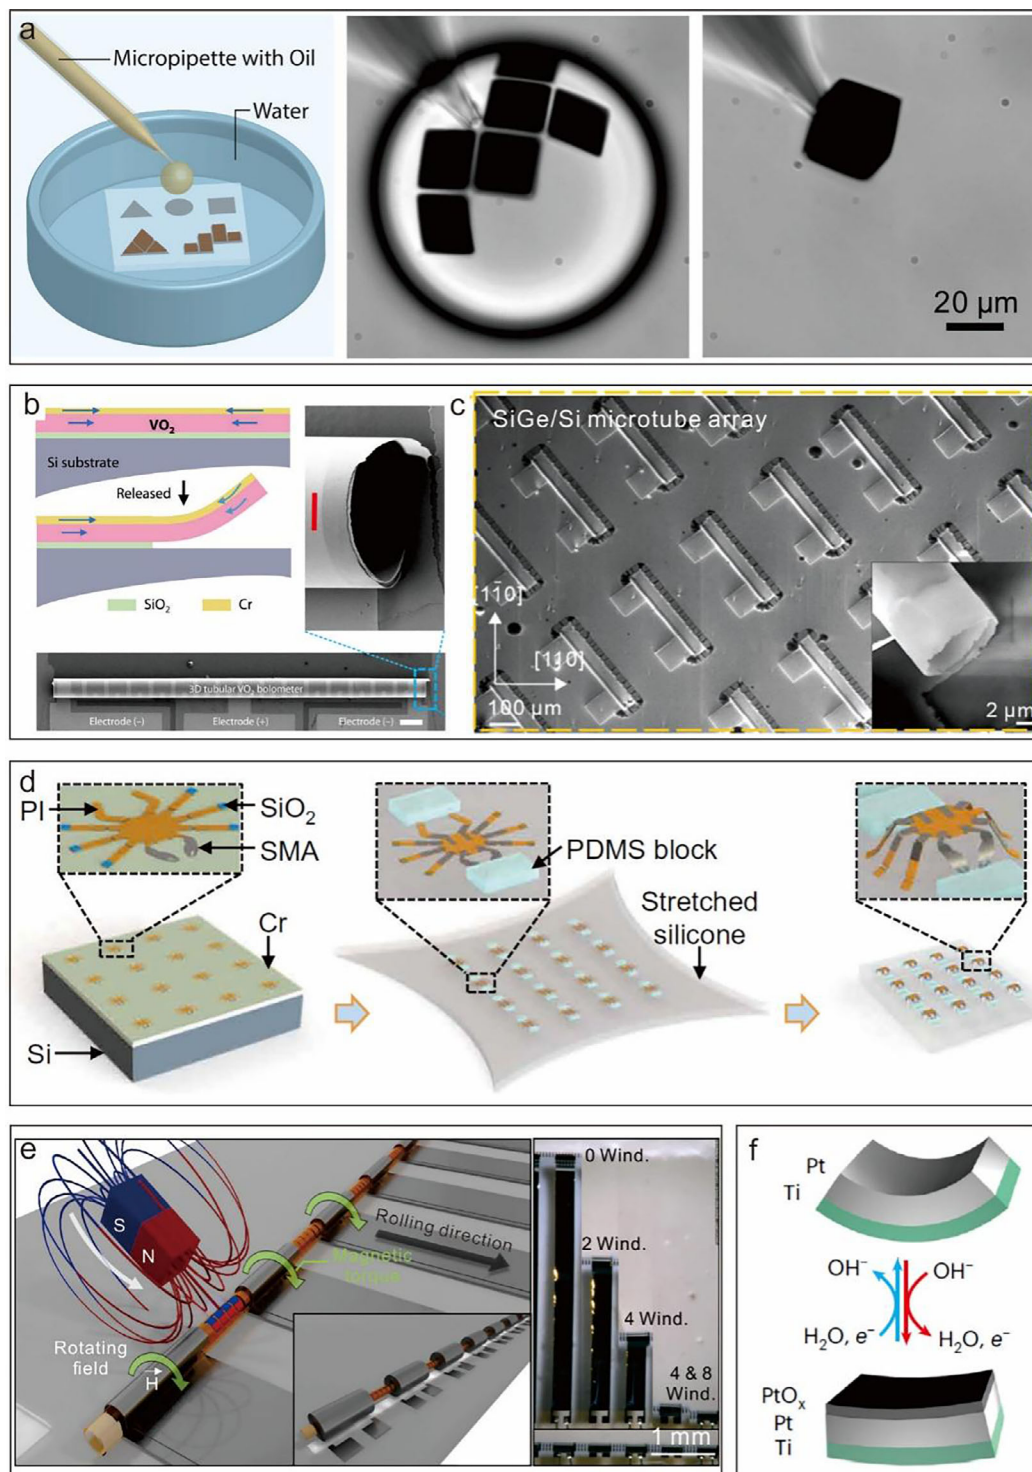 a
Micropipette with Oil
Water
20 μm
b
VO₂
Si substrate
Released
SiO₂
Cr
3D tubular VO₂ bolometer
Electrode (−)
Electrode (+)
Electrode (−)
c
SiGe/Si microtube array
[11̄0]
[110]
100 μm
2 μm
d
PI
SiO₂
SMA
Cr
Si
PDMS block
Stretched
silicone
e
S
N
Rolling direction
Magnetic
torque
Rotating
field
H
0 Wind.
2 Wind.
4 Wind.
4 & 8
Wind.
1 mm
f
Pt
Ti
OH⁻
OH⁻
H₂O, e⁻
H₂O, e⁻
PtOₓ
Pt
Ti